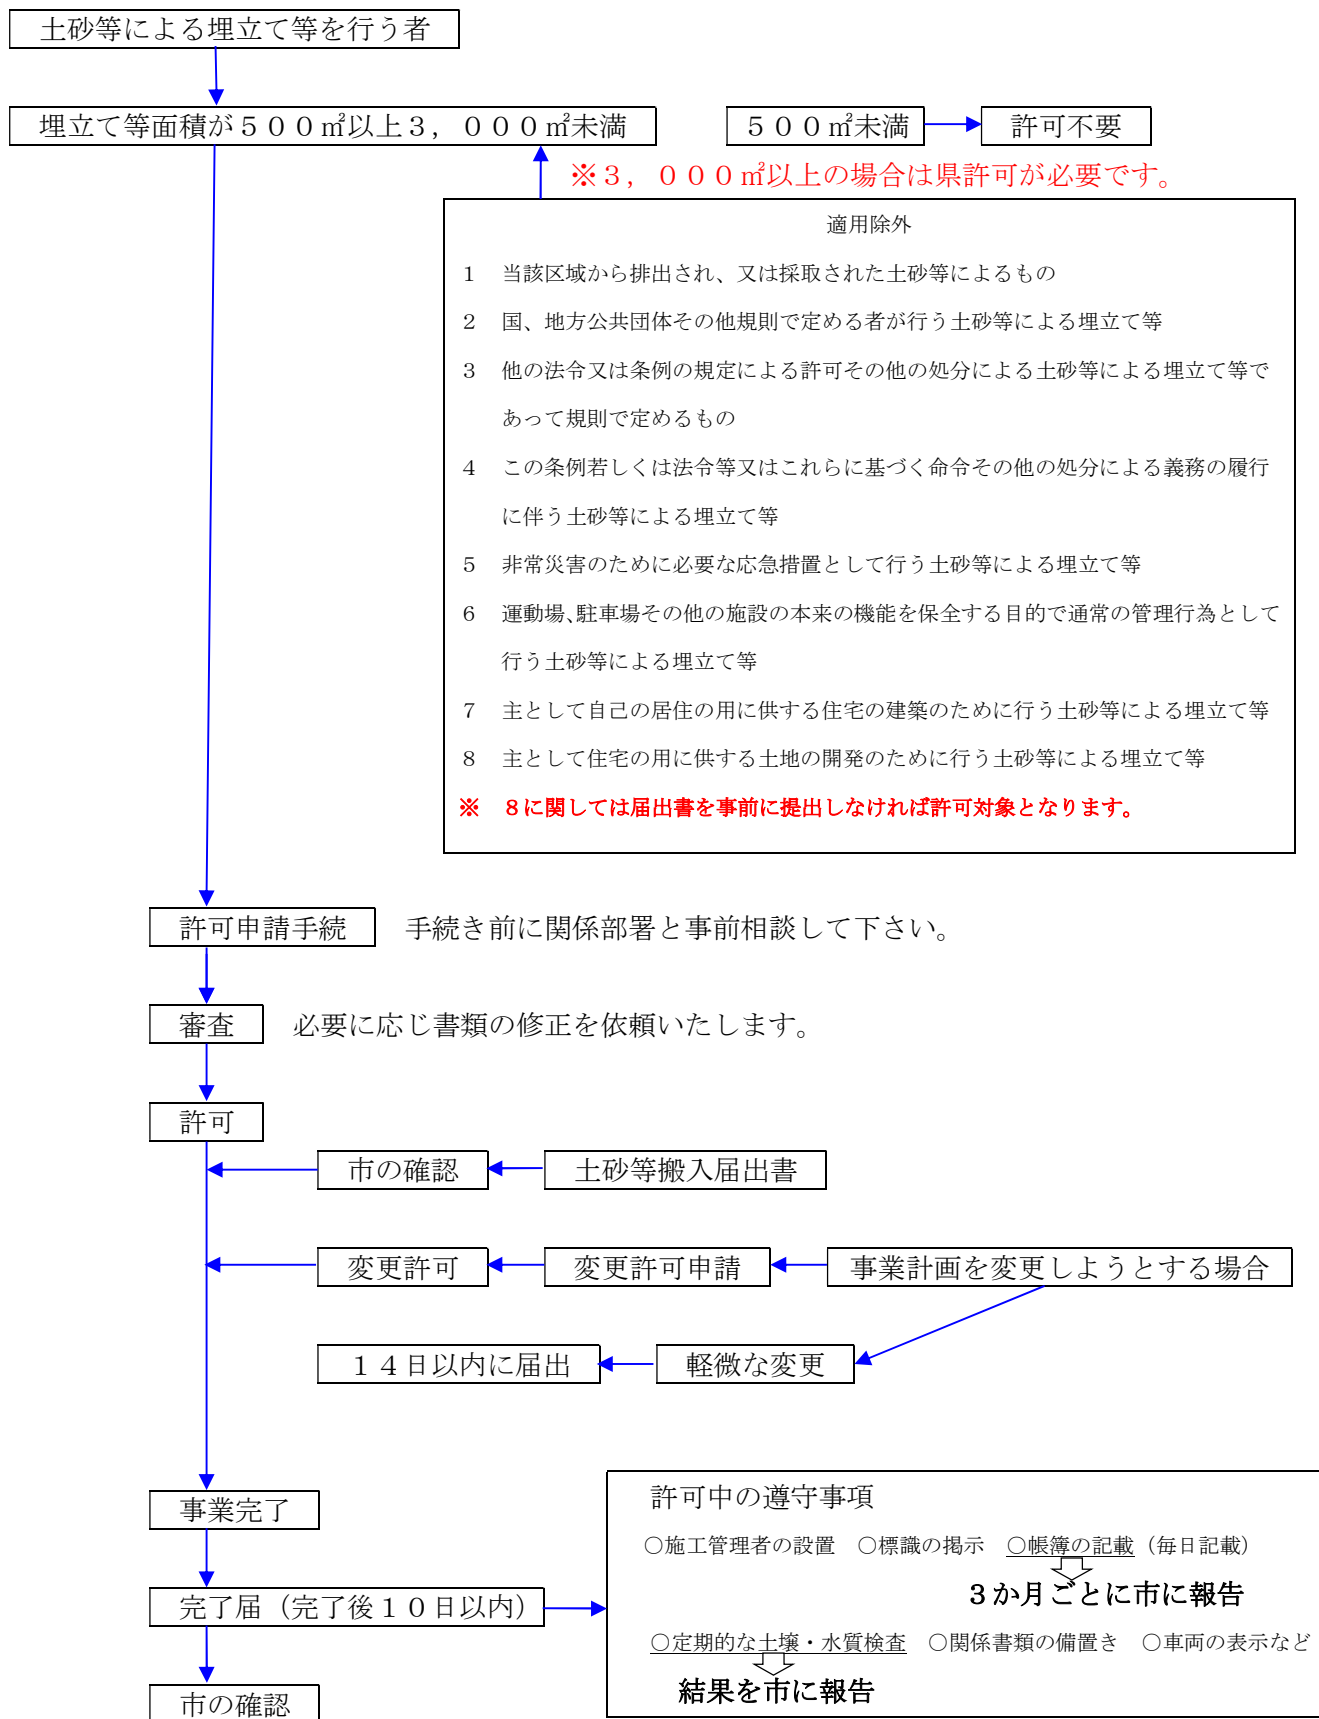 土砂等による埋立て等を行う者
埋立て等面積が５００㎡以上３，０００㎡未満
５００㎡未満
許可不要
※３，０００㎡以上の場合は県許可が必要です。
適用除外
１　当該区域から排出され、又は採取された土砂等によるもの
２　国、地方公共団体その他規則で定める者が行う土砂等による埋立て等
３　他の法令又は条例の規定による許可その他の処分による土砂等による埋立て等で
あって規則で定めるもの
４　この条例若しくは法令等又はこれらに基づく命令その他の処分による義務の履行
に伴う土砂等による埋立て等
５　非常災害のために必要な応急措置として行う土砂等による埋立て等
６　運動場、駐車場その他の施設の本来の機能を保全する目的で通常の管理行為として
行う土砂等による埋立て等
７　主として自己の居住の用に供する住宅の建築のために行う土砂等による埋立て等
８　主として住宅の用に供する土地の開発のために行う土砂等による埋立て等
※　８に関しては届出書を事前に提出しなければ許可対象となります。
許可申請手続　手続き前に関係部署と事前相談して下さい。
審査　必要に応じ書類の修正を依頼いたします。
許可
市の確認
土砂等搬入届出書
変更許可
変更許可申請
事業計画を変更しようとする場合
１４日以内に届出
軽微な変更
事業完了
完了届（完了後１０日以内）
市の確認
許可中の遵守事項
○施工管理者の設置　○標識の掲示　○帳簿の記載（毎日記載）
３か月ごとに市に報告
○定期的な土壌・水質検査　○関係書類の備置き　○車両の表示など
結果を市に報告